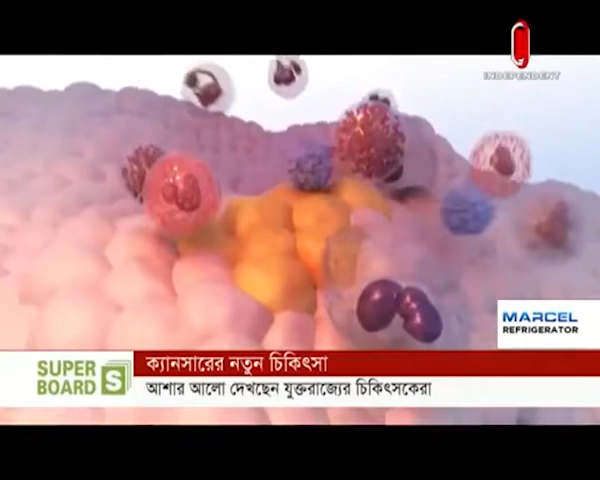 INDEPENDENT
MARCEL
REFRIGERATOR
SUPER
BOARD S
ক্যানসারের নতুন চিকিৎসা
আশার আলো দেখছেন যুক্তরাজ্যের চিকিৎসকেরা